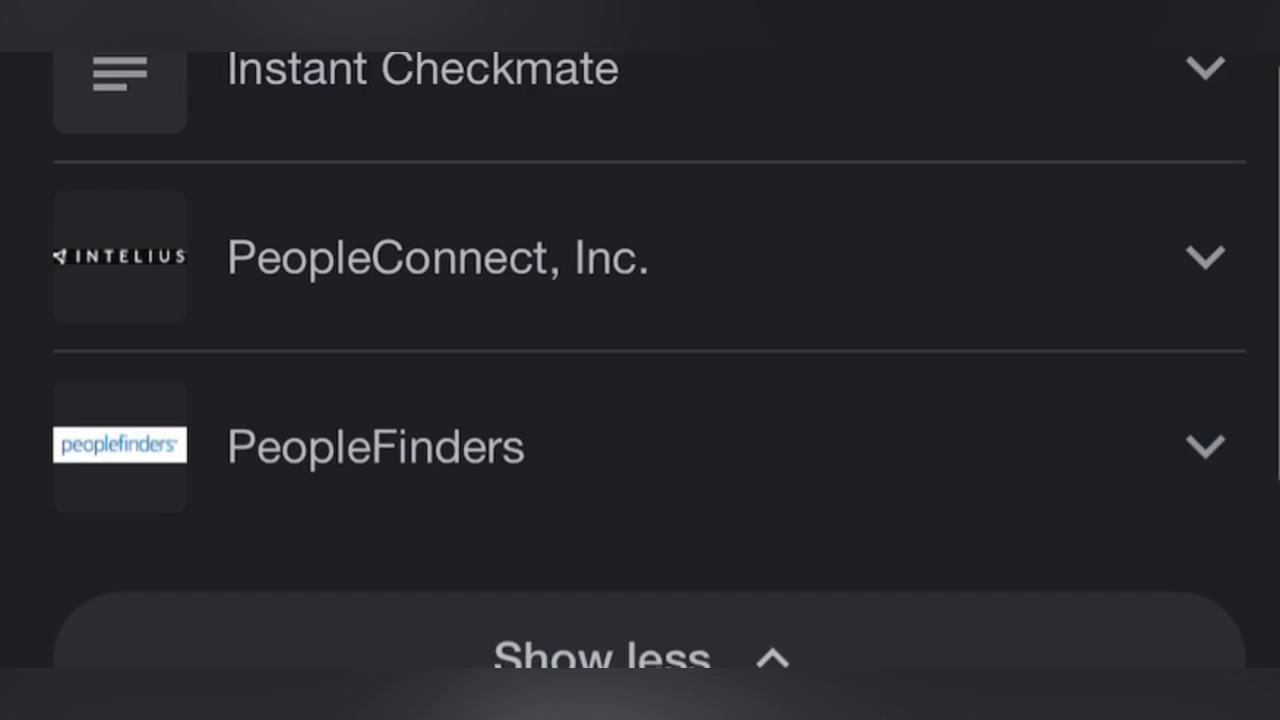 Instant Checkmate
INTELIUS
PeopleConnect, Inc.
peoplefinders
PeopleFinders
Show less